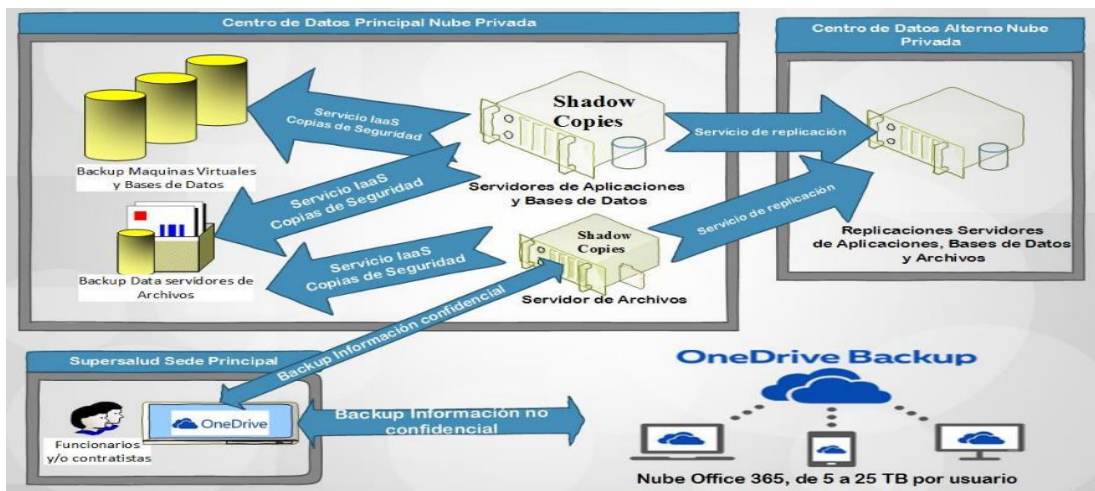 Centro de Datos Principal Nube Privada
Centro de Datos Alterno Nube
Privada
Servicio IaaS
Copias de Seguridad
Shadow
Copies
Servicio de replicación
Backup Maquinas Virtuales
y Bases de Datos
Servicio IaaS
Copias de Seguridad
Servidores de Aplicaciones
y Bases de Datos
Servicio de replicación
Replicaciones Servidores
de Aplicaciones, Bases de Datos
y Archivos
Servicio IaaS
Copias de Seguridad
Shadow
Copies
Backup Data servidores de
Archivos
Servidor de Archivos
Backup Información confidencial
Supersalud Sede Principal
OneDrive
Funcionarios
y/o contratistas
Backup Información no
confidencial
OneDrive Backup
Nube Office 365, de 5 a 25 TB por usuario